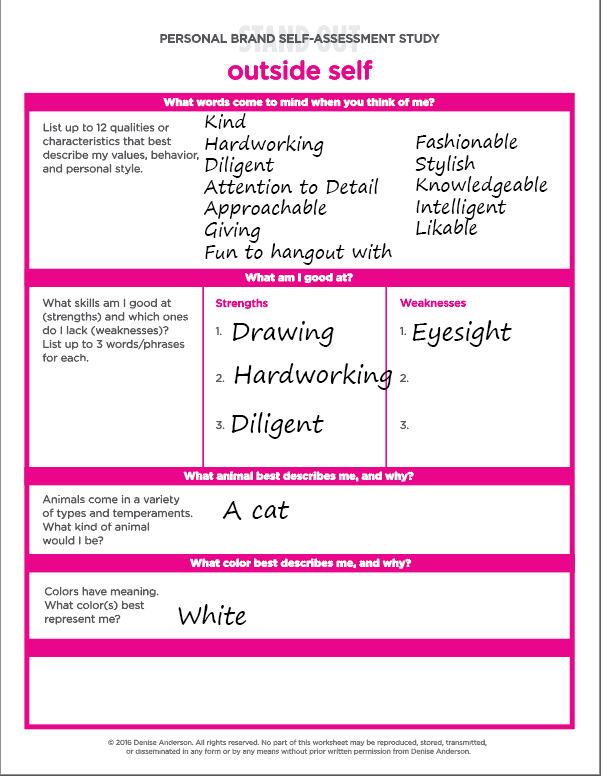 STAND OUT
PERSONAL BRAND SELF-ASSESSMENT STUDY
outside self
What words come to mind when you think of me?
List up to 12 qualities or
characteristics that best
describe my values, behavior,
and personal style.
Kind
Hardworking
Diligent
Attention to Detail
Approachable
Giving
Fun to hangout with
Fashionable
Stylish
Knowledgeable
Intelligent
Likable
What am I good at?
What skills am I good at
(strengths) and which ones
do I lack (weaknesses)?
List up to 3 words/phrases
for each.
Strengths
1. Drawing
2. Hardworking
3. Diligent
Weaknesses
1. Eyesight
2.
3.
What animal best describes me, and why?
Animals come in a variety
of types and temperaments.
What kind of animal
would I be?
A cat
What color best describes me, and why?
Colors have meaning.
What color(s) best
represent me?
White
© 2016 Denise Anderson. All rights reserved. No part of this worksheet may be reproduced, stored, transmitted,
or disseminated in any form or by any means without prior written permission from Denise Anderson.